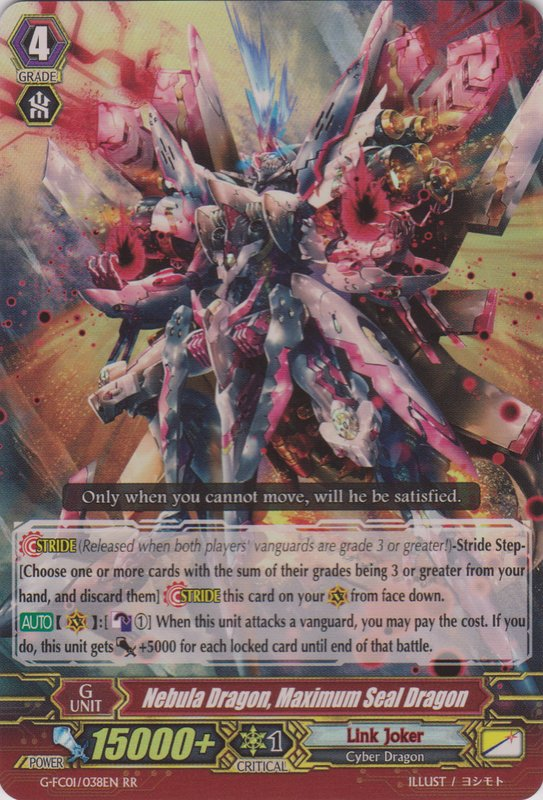 4
GRADE
Only when you cannot move, will he be satisfied.
STRIDE (Released when both players' vanguards are grade 3 or greater!)-Stride Step-
[Choose one or more cards with the sum of their grades being 3 or greater from your
hand, and discard them] STRIDE this card on your from face down.
AUTO【 】:[ ①] When this unit attacks a vanguard, you may pay the cost. If you
do, this unit gets +5000 for each locked card until end of that battle.
G
UNIT
Nebula Dragon, Maximum Seal Dragon
POWER
15000+
1
CRITICAL
Link Joker
Cyber Dragon
G-FC01/038EN RR
ILLUST / ヨシモト